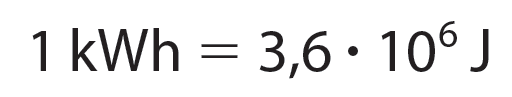 1 kWh = 3,6 · 10⁶ J